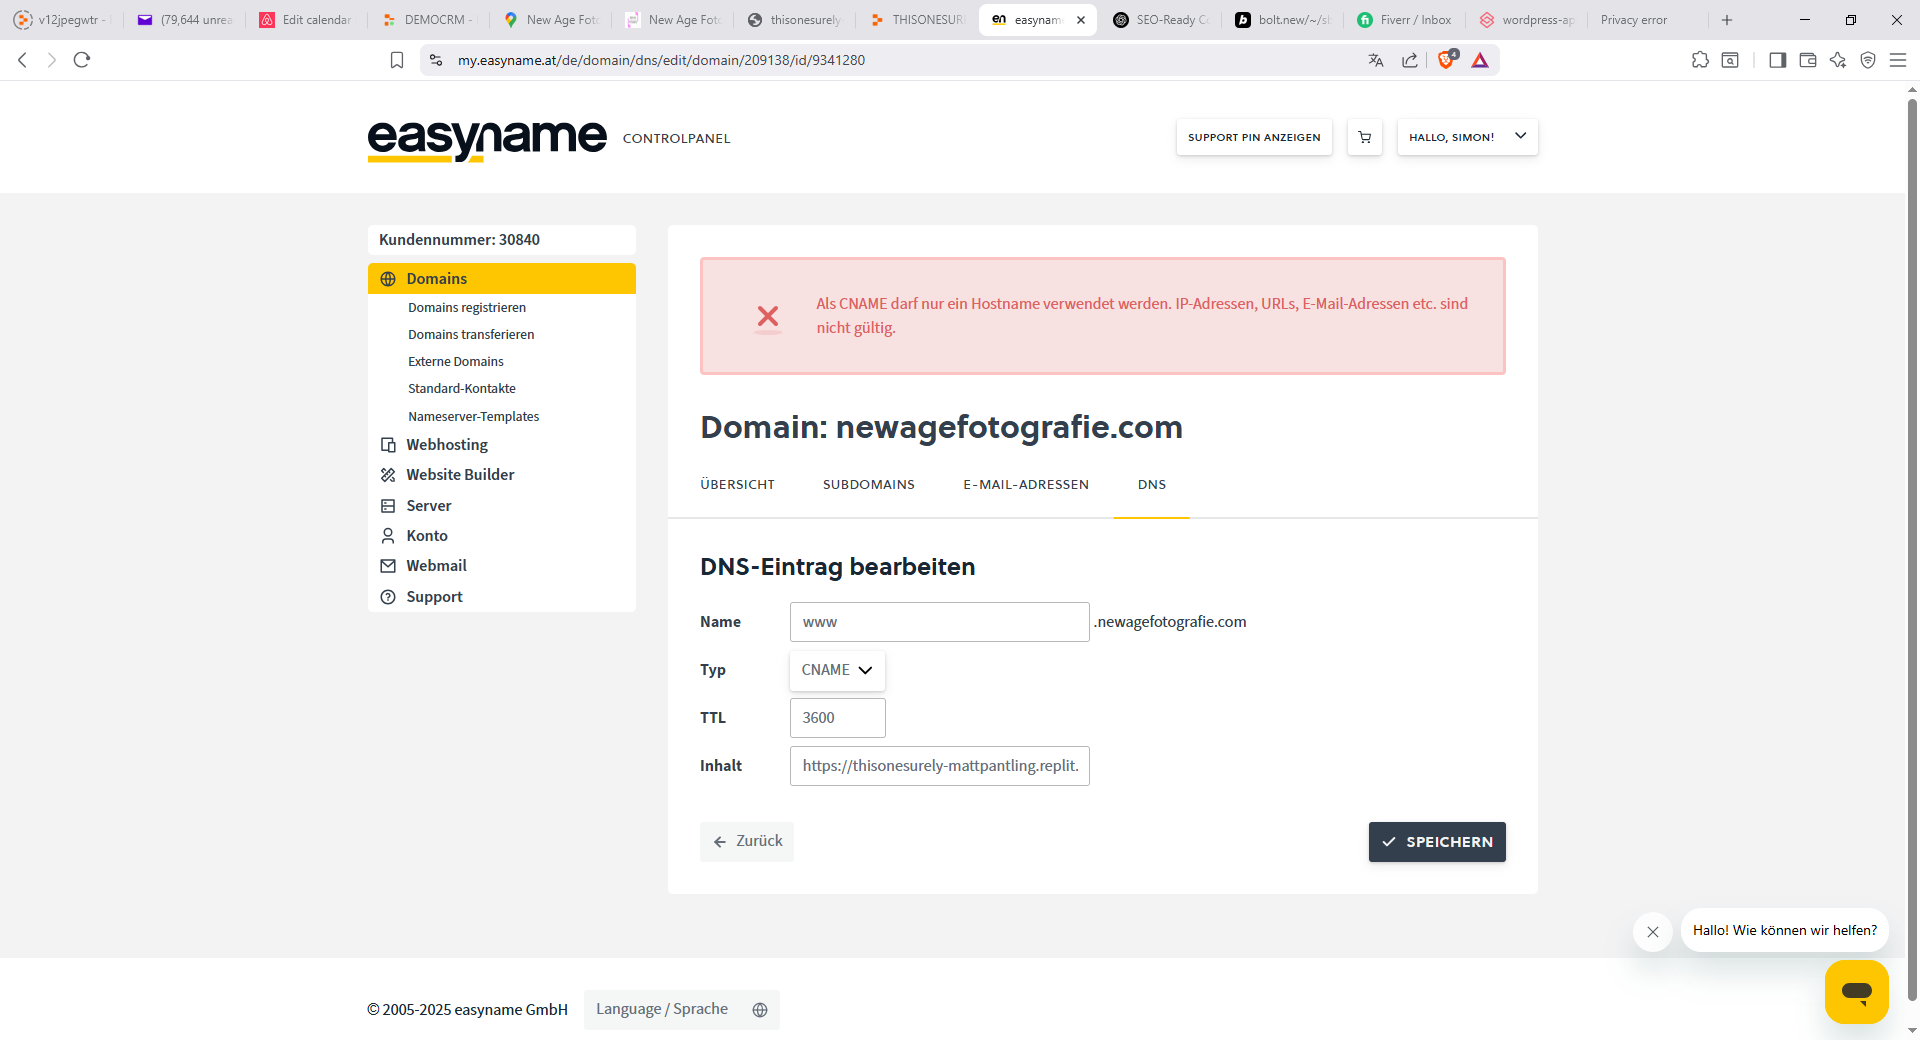 v12jpegwtr -
(79,644 unrea
Edit calendar
DEMOCRM -
New Age Foto
New Age Foto
thisonesurely
THISONESUR
easyname
SEO-Ready Co
bolt.new/~/sb
Fiverr / Inbox
wordpress-ap
Privacy error
my.easyname.at/de/domain/dns/edit/domain/209138/id/9341280
4
easyname
CONTROLPANEL
SUPPORT PIN ANZEIGEN
HALLO, SIMON!
Kundennummer: 30840
Domains
Domains registrieren
Domains transferieren
Externe Domains
Standard-Kontakte
Nameserver-Templates
Webhosting
Website Builder
Server
Konto
Webmail
Support
Als CNAME darf nur ein Hostname verwendet werden. IP-Adressen, URLs, E-Mail-Adressen etc. sind
nicht gültig.
Domain: newagefotografie.com
ÜBERSICHT
SUBDOMAINS
E-MAIL-ADRESSEN
DNS
DNS-Eintrag bearbeiten
Name
www
.newagefotografie.com
Typ
CNAME
TTL
3600
Inhalt
https://thisonesurely-mattpantling.replit.
Zurück
SPEICHERN
Hallo! Wie können wir helfen?
© 2005-2025 easyname GmbH
Language / Sprache